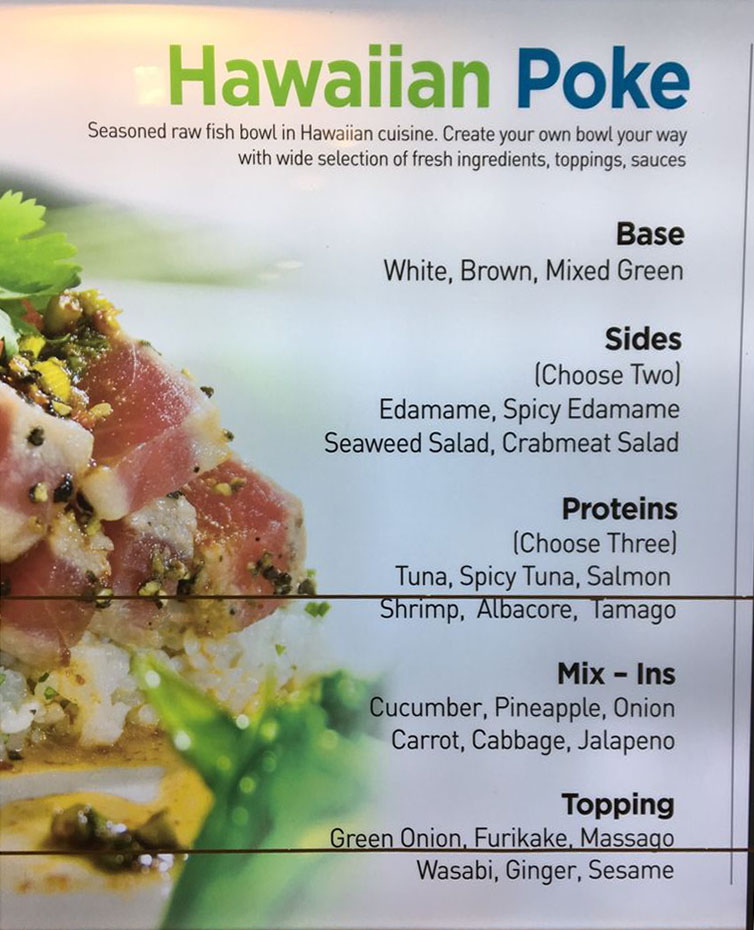 Hawaiian Poke
Seasoned raw fish bowl in Hawaiian cuisine. Create your own bowl your way
with wide selection of fresh ingredients, toppings, sauces
Base
White, Brown, Mixed Green
Sides
(Choose Two)
Edamame, Spicy Edamame
Seaweed Salad, Crabmeat Salad
Proteins
(Choose Three)
Tuna, Spicy Tuna, Salmon
Shrimp, Albacore, Tamago
Mix – Ins
Cucumber, Pineapple, Onion
Carrot, Cabbage, Jalapeno
Topping
Green Onion, Furikake, Massago
Wasabi, Ginger, Sesame